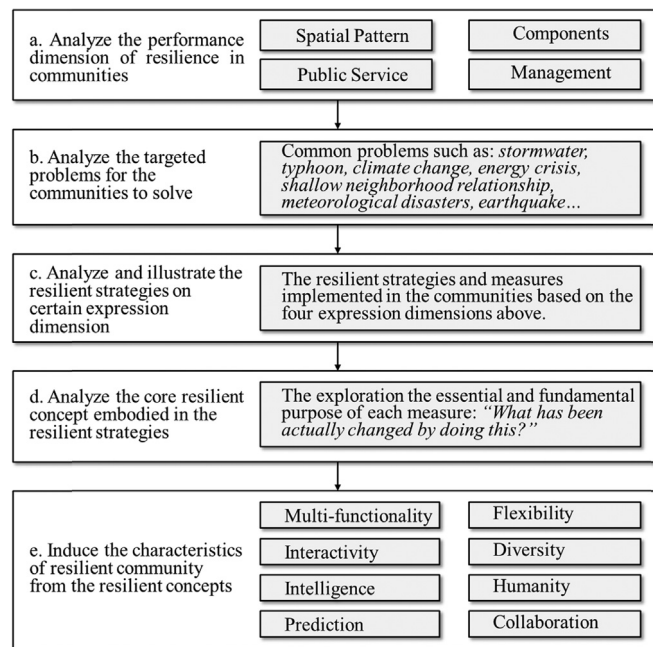 a. Analyze the performance
dimension of resilience in
communities
Spatial Pattern
Components
Public Service
Management
b. Analyze the targeted
problems for the
communities to solve
Common problems such as: stormwater,
typhoon, climate change, energy crisis,
shallow neighborhood relationship,
meteorological disasters, earthquake…
c. Analyze and illustrate the
resilient strategies on
certain expression
dimension
The resilient strategies and measures
implemented in the communities based on the
four expression dimensions above.
d. Analyze the core resilient
concept embodied in the
resilient strategies
The exploration the essential and fundamental
purpose of each measure: “What has been
actually changed by doing this?”
e. Induce the characteristics
of resilient community
from the resilient concepts
Multi-functionality
Flexibility
Interactivity
Diversity
Intelligence
Humanity
Prediction
Collaboration